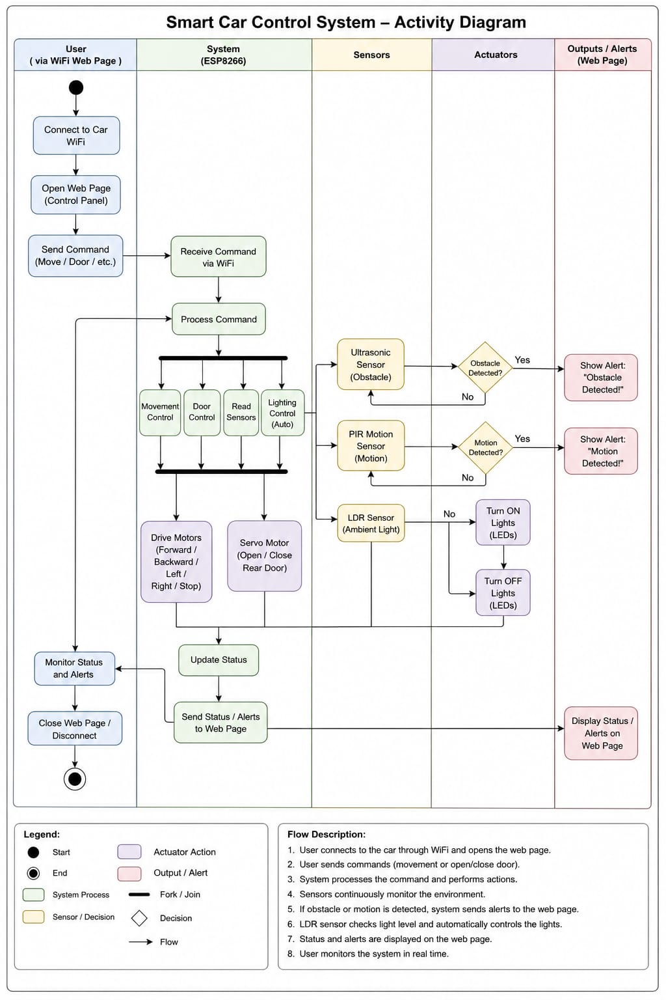 Smart Car Control System – Activity Diagram
User
( via WiFi Web Page )
System
(ESP8266)
Sensors
Actuators
Outputs / Alerts
(Web Page)
Connect to Car
WiFi
Open Web Page
(Control Panel)
Send Command
(Move / Door / etc.)
Receive Command
via WiFi
Process Command
Movement
Control
Door
Control
Read
Sensors
Lighting
Control
(Auto)
Ultrasonic
Sensor
(Obstacle)
Obstacle
Detected?
Yes
No
Show Alert:
"Obstacle
Detected!"
PIR Motion
Sensor
(Motion)
Motion
Detected?
Yes
No
Show Alert:
"Motion
Detected!"
LDR Sensor
(Ambient Light)
No
Turn ON
Lights
(LEDs)
Turn OFF
Lights
(LEDs)
Drive Motors
(Forward /
Backward /
Left /
Right / Stop)
Servo Motor
(Open / Close
Rear Door)
Update Status
Monitor Status
and Alerts
Send Status / Alerts
to Web Page
Close Web Page /
Disconnect
Display Status /
Alerts on
Web Page
Legend:
Start
End
System Process
Sensor / Decision
Actuator Action
Output / Alert
Fork / Join
Decision
Flow
Flow Description:
1. User connects to the car through WiFi and opens the web page.
2. User sends commands (movement or open/close door).
3. System processes the command and performs actions.
4. Sensors continuously monitor the environment.
5. If obstacle or motion is detected, system sends alerts to the web page.
6. LDR sensor checks light level and automatically controls the lights.
7. Status and alerts are displayed on the web page.
8. User monitors the system in real time.